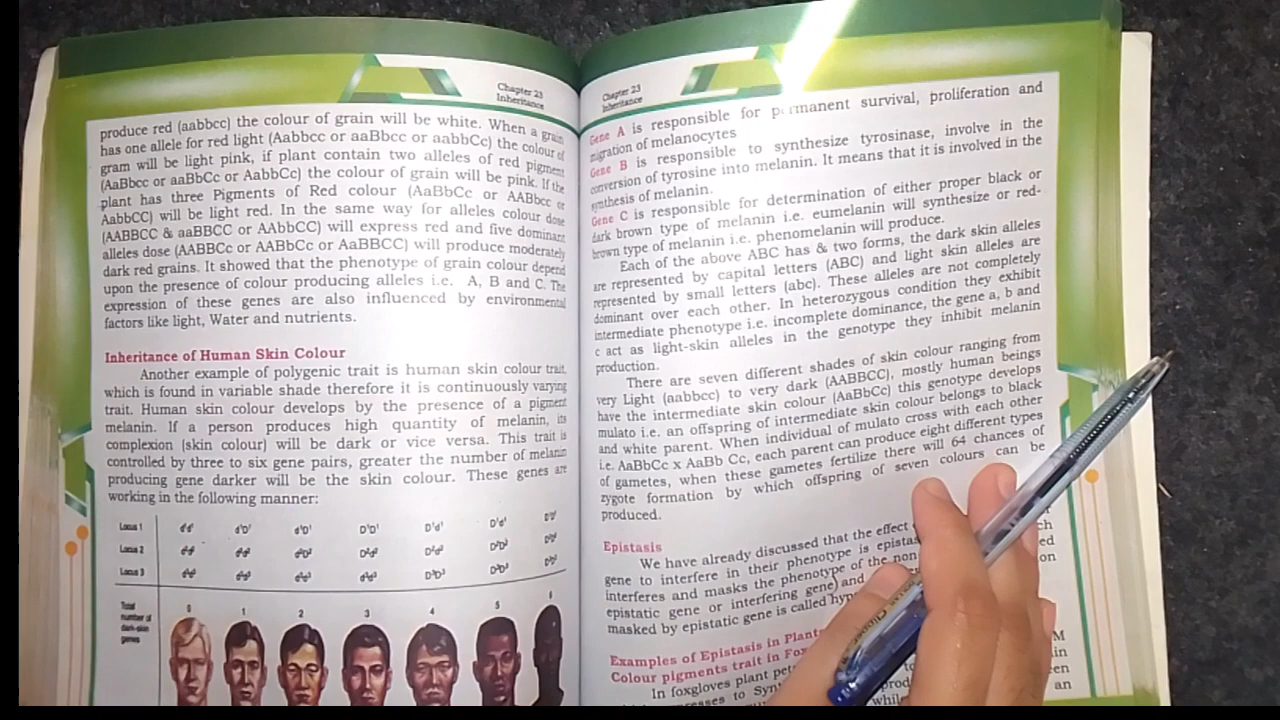 Chapter 23
Inheritance
produce red (aabbcc) the colour of grain will be white. When a grain
has one allele for red light (Aabbcc or aaBbcc or aabbCc) the colour of
gram will be light pink, if plant contain two alleles of red pigment
(AaBbcc or aaBbCc or AabbCc) the colour of grain will be pink. If the
plant has three Pigments of Red colour (AaBbCc or AABbcc or
AabbCC) will be light red. In the same way for alleles colour dose
(AABBCC & aaBBCC or AAbbCC) will express red and five dominant
alleles dose (AABBCc or AABbCc or AaBBCC) will produce moderately
dark red grains. It showed that the phenotype of grain colour depend
upon the presence of colour producing alleles i.e. A, B and C. The
expression of these genes are also influenced by environmental
factors like light, Water and nutrients.
Inheritance of Human Skin Colour
Another example of polygenic trait is human skin colour trait,
which is found in variable shade therefore it is continuously varying
trait. Human skin colour develops by the presence of a pigment
melanin. If a person produces high quantity of melanin, its
complexion (skin colour) will be dark or vice versa. This trait is
controlled by three to six gene pairs, greater the number of melanin
producing gene darker will be the skin colour. These genes are
working in the following manner:
Locus 1
Locus 2
Locus 3
Total
number of
dark-skin
genes
0 1 2 3 4 5 6
Chapter 23
Inheritance
Gene A is responsible for permanent survival, proliferation and
migration of melanocytes
Gene B is responsible to synthesize tyrosinase, involve in the
conversion of tyrosine into melanin. It means that it is involved in the
synthesis of melanin.
Gene C is responsible for determination of either proper black or
dark brown type of melanin i.e. eumelanin will synthesize or red-
brown type of melanin i.e. phenomelanin will produce.
Each of the above ABC has & two forms, the dark skin alleles
are represented by capital letters (ABC) and light skin alleles are
represented by small letters (abc). These alleles are not completely
dominant over each other. In heterozygous condition they exhibit
intermediate phenotype i.e. incomplete dominance, the gene a, b and
c act as light-skin alleles in the genotype they inhibit melanin
production.
There are seven different shades of skin colour ranging from
very Light (aabbcc) to very dark (AABBCC), mostly human beings
have the intermediate skin colour (AaBbCc) this genotype develops
mulato i.e. an offspring of intermediate skin colour belongs to black
and white parent. When individual of mulato cross with each other
i.e. AaBbCc x AaBb Cc, each parent can produce eight different types
of gametes, when these gametes fertilize there will 64 chances of
zygote formation by which offspring of seven colours can be
produced.
Epistasis
We have already discussed that the effect
gene to interfere in their phenotype is
interferes and masks the phenotype of the non
epistatic gene or interfering gene) and
masked by epistatic gene is called
Examples of Epistasis in
Colour pigments trait in
In foxgloves plant